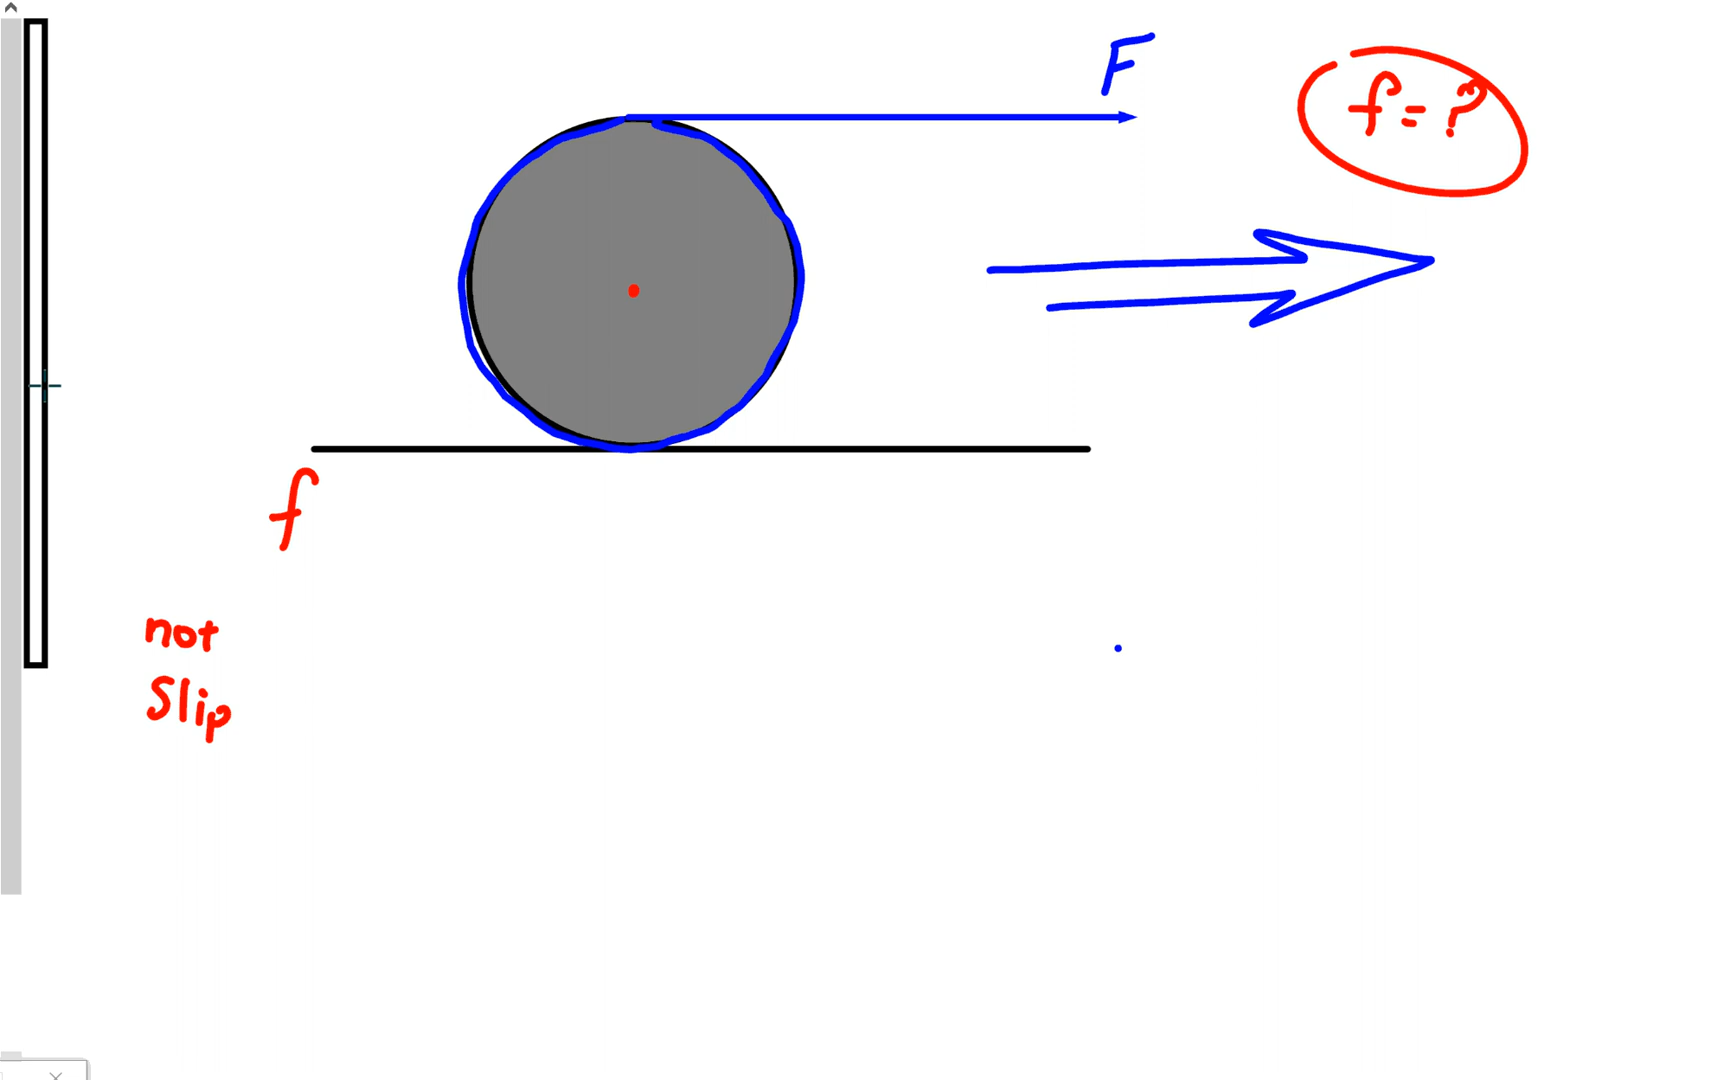 F
f = ?
f
not
Slip